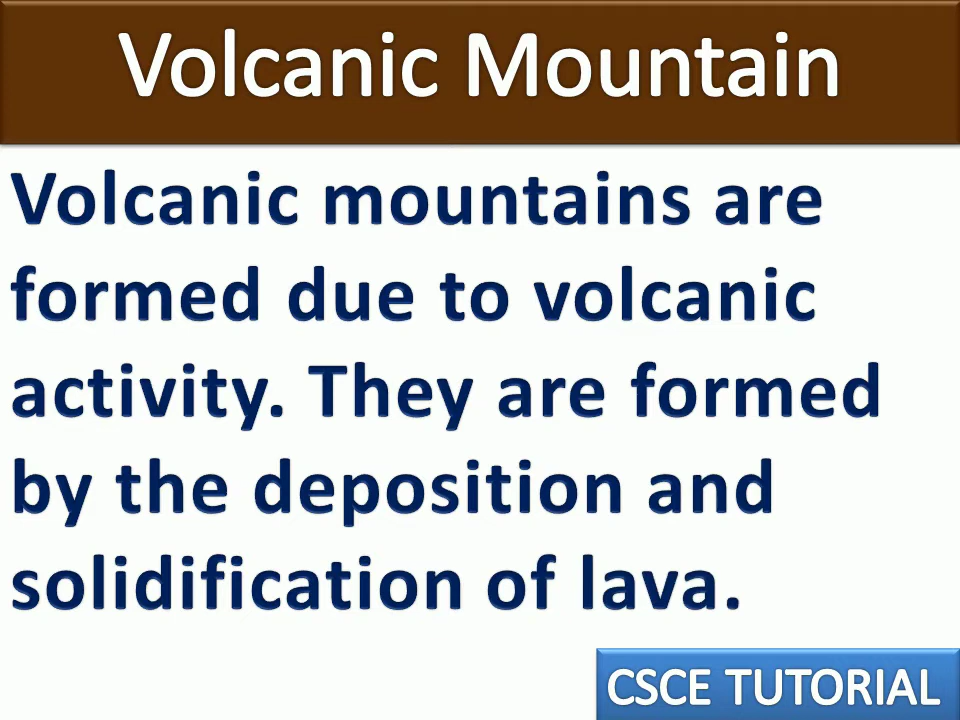 Volcanic Mountain
Volcanic mountains are
formed due to volcanic
activity. They are formed
by the deposition and
solidification of lava.
CSCE TUTORIAL